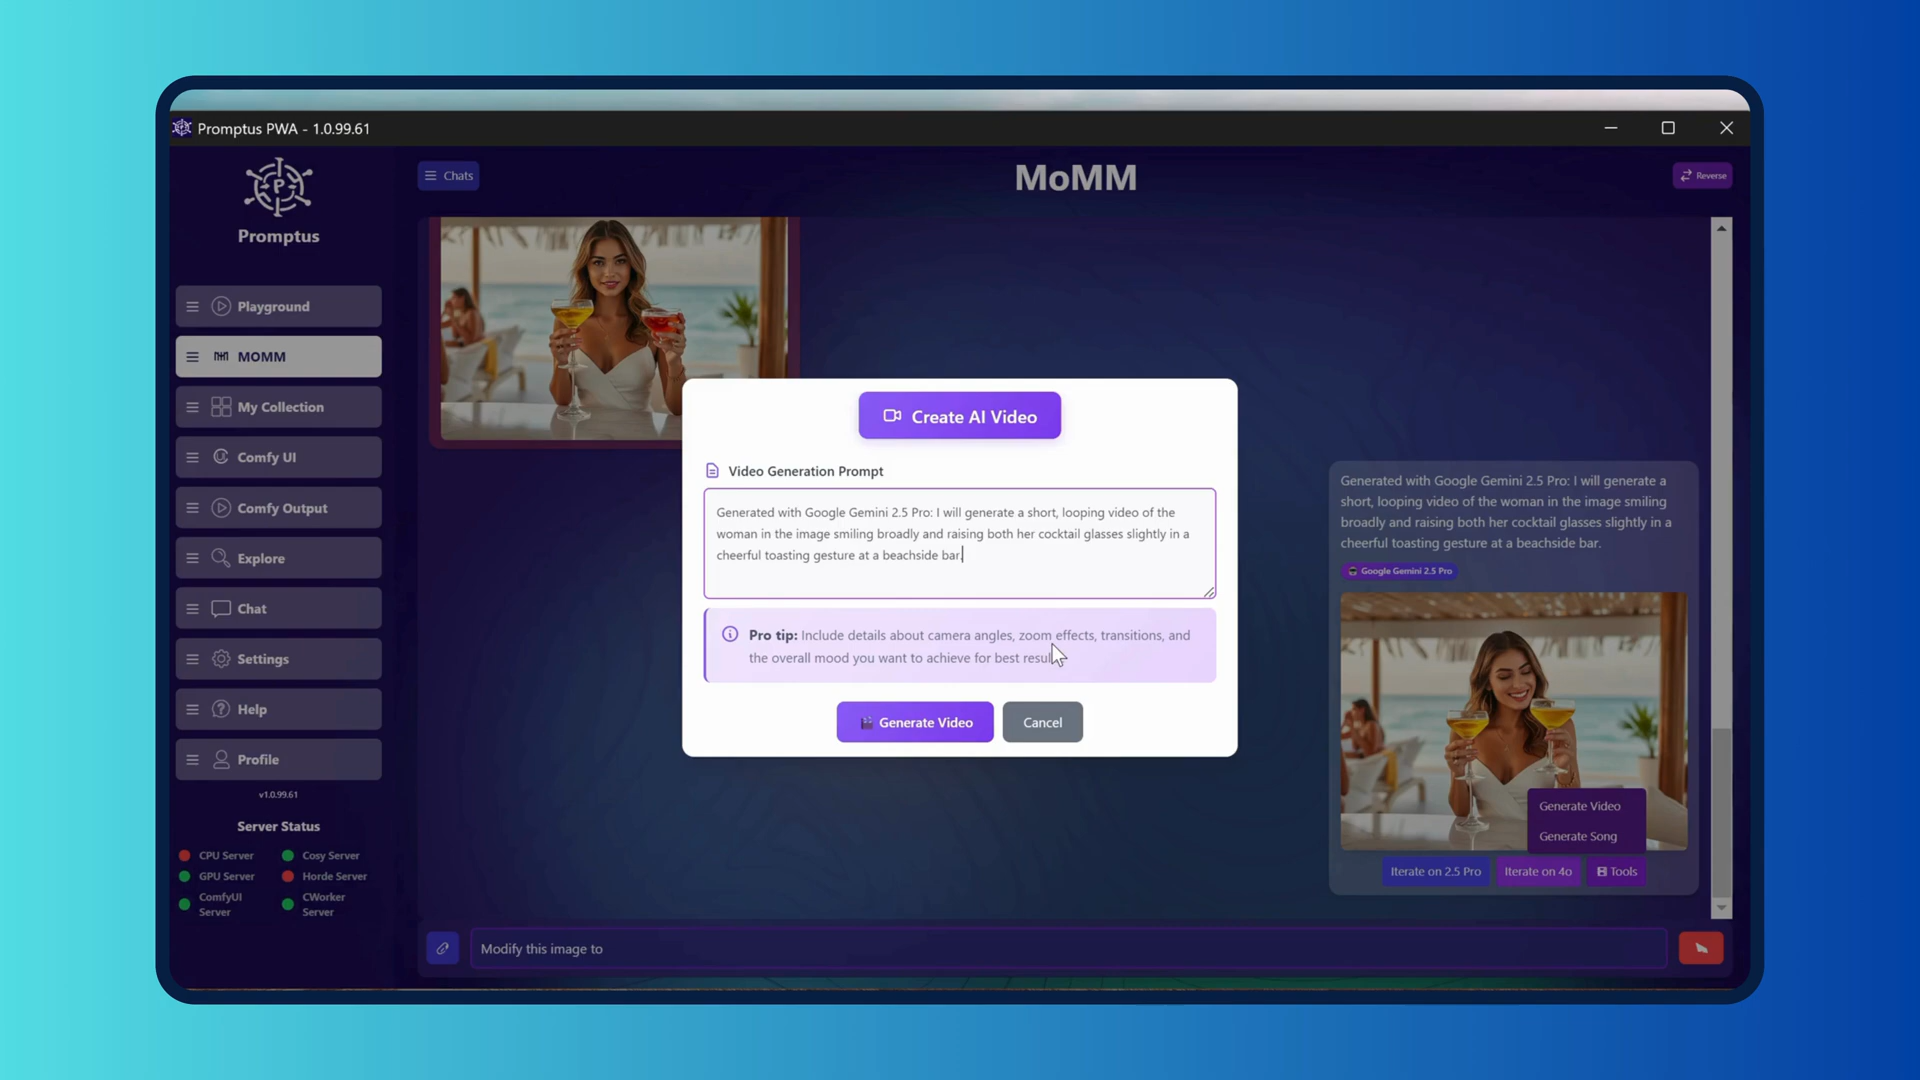 Promptus PWA - 1.0.99.61
Promptus
Playground
MOMM
My Collection
Comfy UI
Comfy Output
Explore
Chat
Settings
Help
Profile
v1.0.99.61
Server Status
CPU Server
Cosy Server
GPU Server
Horde Server
ComfyUI
Server
CWorker
Server
Chats
MoMM
Reverse
Create AI Video
Video Generation Prompt
Generated with Google Gemini 2.5 Pro: I will generate a short, looping video of the
woman in the image smiling broadly and raising both her cocktail glasses slightly in a
cheerful toasting gesture at a beachside bar.
Pro tip: Include details about camera angles, zoom effects, transitions, and
the overall mood you want to achieve for best
Generate Video
Cancel
Generated with Google Gemini 2.5 Pro: I will generate a
short, looping video of the woman in the image smiling
broadly and raising both her cocktail glasses slightly in a
cheerful toasting gesture at a beachside bar.
Google Gemini 2.5 Pro
Generate Video
Generate Song
Iterate on 2.5 Pro
Iterate on 4o
Tools
Modify this image to